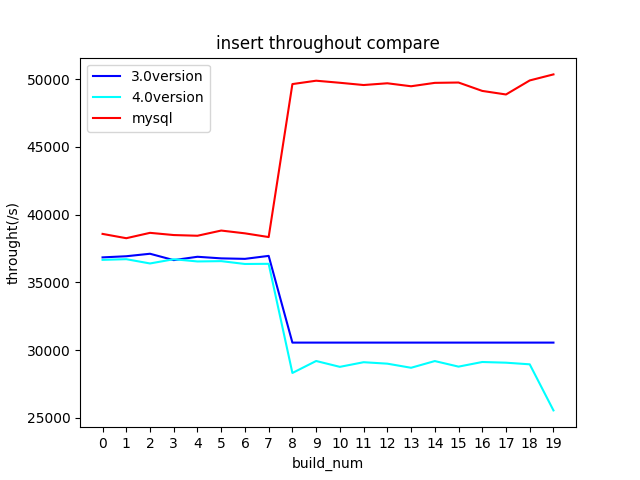 insert throughout compare
3.0version
4.0version
mysql
throught(/s)
50000
45000
40000
35000
30000
25000
0 1 2 3 4 5 6 7 8 9 10 11 12 13 14 15 16 17 18 19
build_num